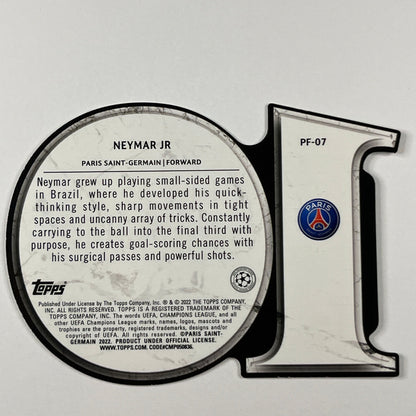 NEYMAR JR
PARIS SAINT-GERMAIN | FORWARD
Neymar grew up playing small-sided games
in Brazil, where he developed his quick-
thinking style, sharp movements in tight
spaces and uncanny array of tricks. Constantly
carrying to the ball into the final third with
purpose, he creates goal-scoring chances with
his surgical passes and powerful shots.
Topps
Published Under License by The Topps Company, Inc. ® & © 2022 THE TOPPS COMPANY,
INC. ALL RIGHTS RESERVED. TOPPS IS A REGISTERED TRADEMARK OF THE
TOPPS COMPANY, INC. The words UEFA, CHAMPIONS LEAGUE, and all
other UEFA Champions League marks, names, logos, mascots and
trophies are the property, registered trademarks, designs and/or
copyright of UEFA. All rights reserved. ©PARIS SAINT-
GERMAIN 2022. PRODUCT UNDER OFFICIAL LICENSE.
WWW.TOPPS.COM. CODE#CMP050836.
PF-07
PARIS
SAINT-GERMAIN